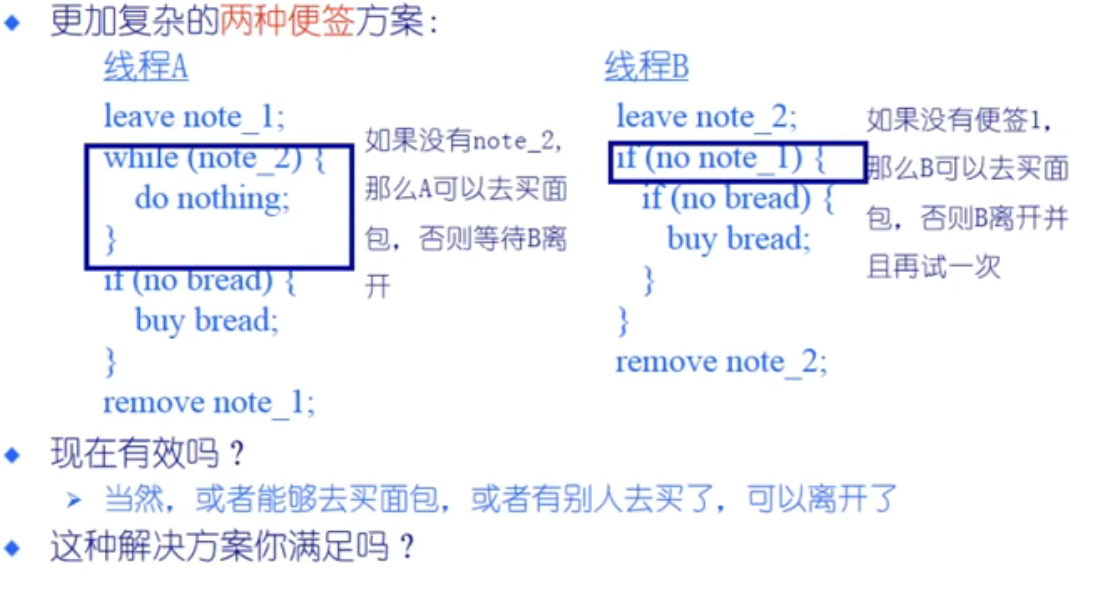 更加复杂的两种便签方案：
线程A
leave note_1;
while (note_2) {
do nothing;
}
if (no bread) {
buy bread;
}
remove note_1;
如果没有note_2,
那么A可以去买面
包，否则等待B离
开
线程B
leave note_2;
if (no note_1) {
if (no bread) {
buy bread;
}
}
remove note_2;
如果没有便签1，
那么B可以去买面
包，否则B离开并
且再试一次
现在有效吗？
当然，或者能够去买面包，或者有别人去买了，可以离开了
这种解决方案你满足吗？